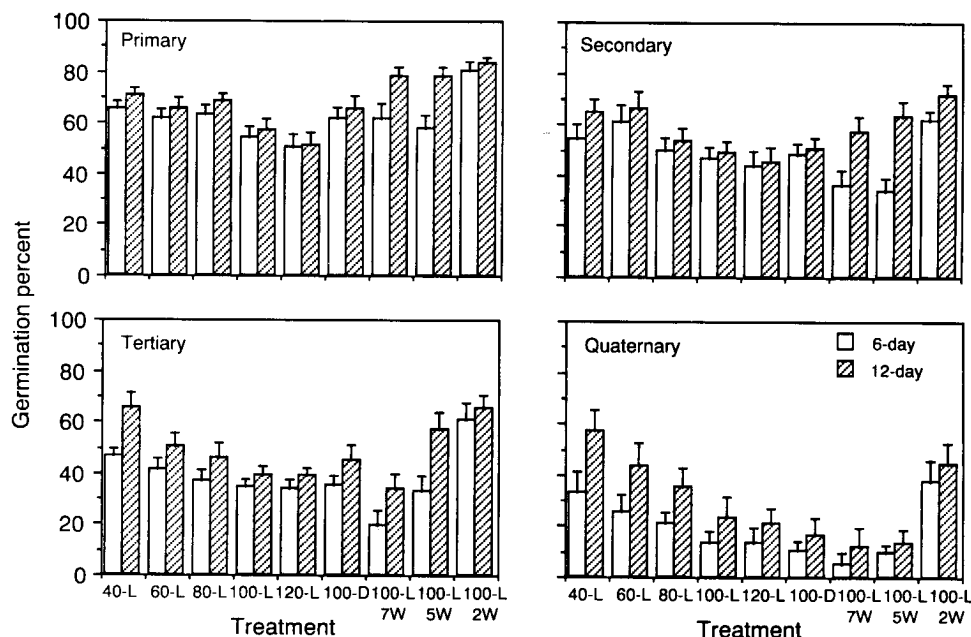 Germination percent
100
80
60
40
20
0
Primary
Secondary
100
80
60
40
20
0
Tertiary
Quaternary
6-day
12-day
40-L 60-L 80-L 100-L 120-L 100-D 100-L 100-L 100-L
7W 5W 2W
Treatment
40-L 60-L 80-L 100-L 120-L 100-D 100-L 100-L 100-L
7W 5W 2W
Treatment